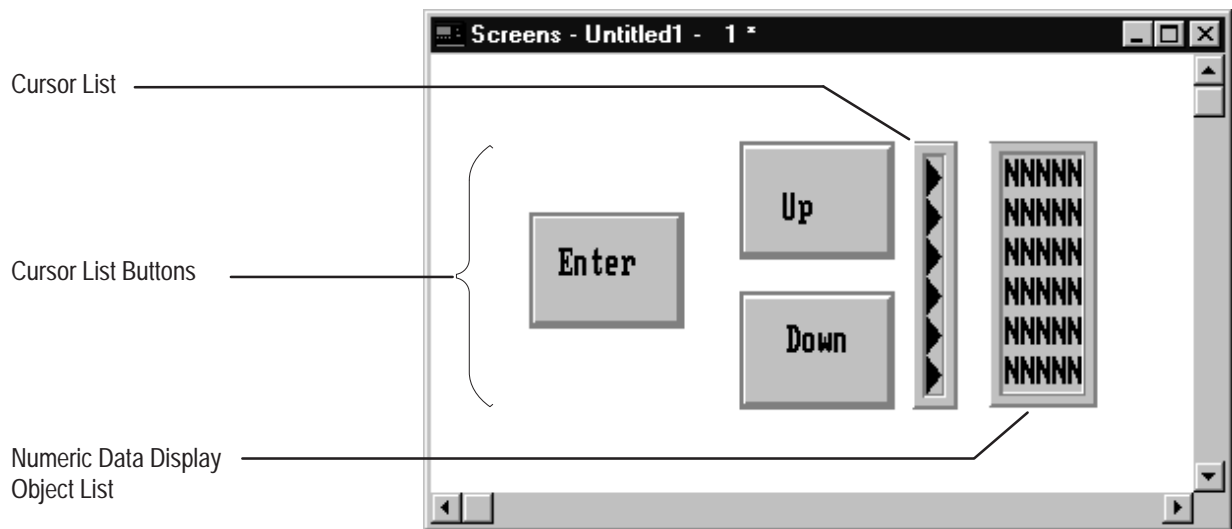 Screens - Untitled1 - 1 *
Cursor List
Cursor List Buttons
Numeric Data Display
Object List
Enter
Up
Down
NNNNN
NNNNN
NNNNN
NNNNN
NNNNN
NNNNN